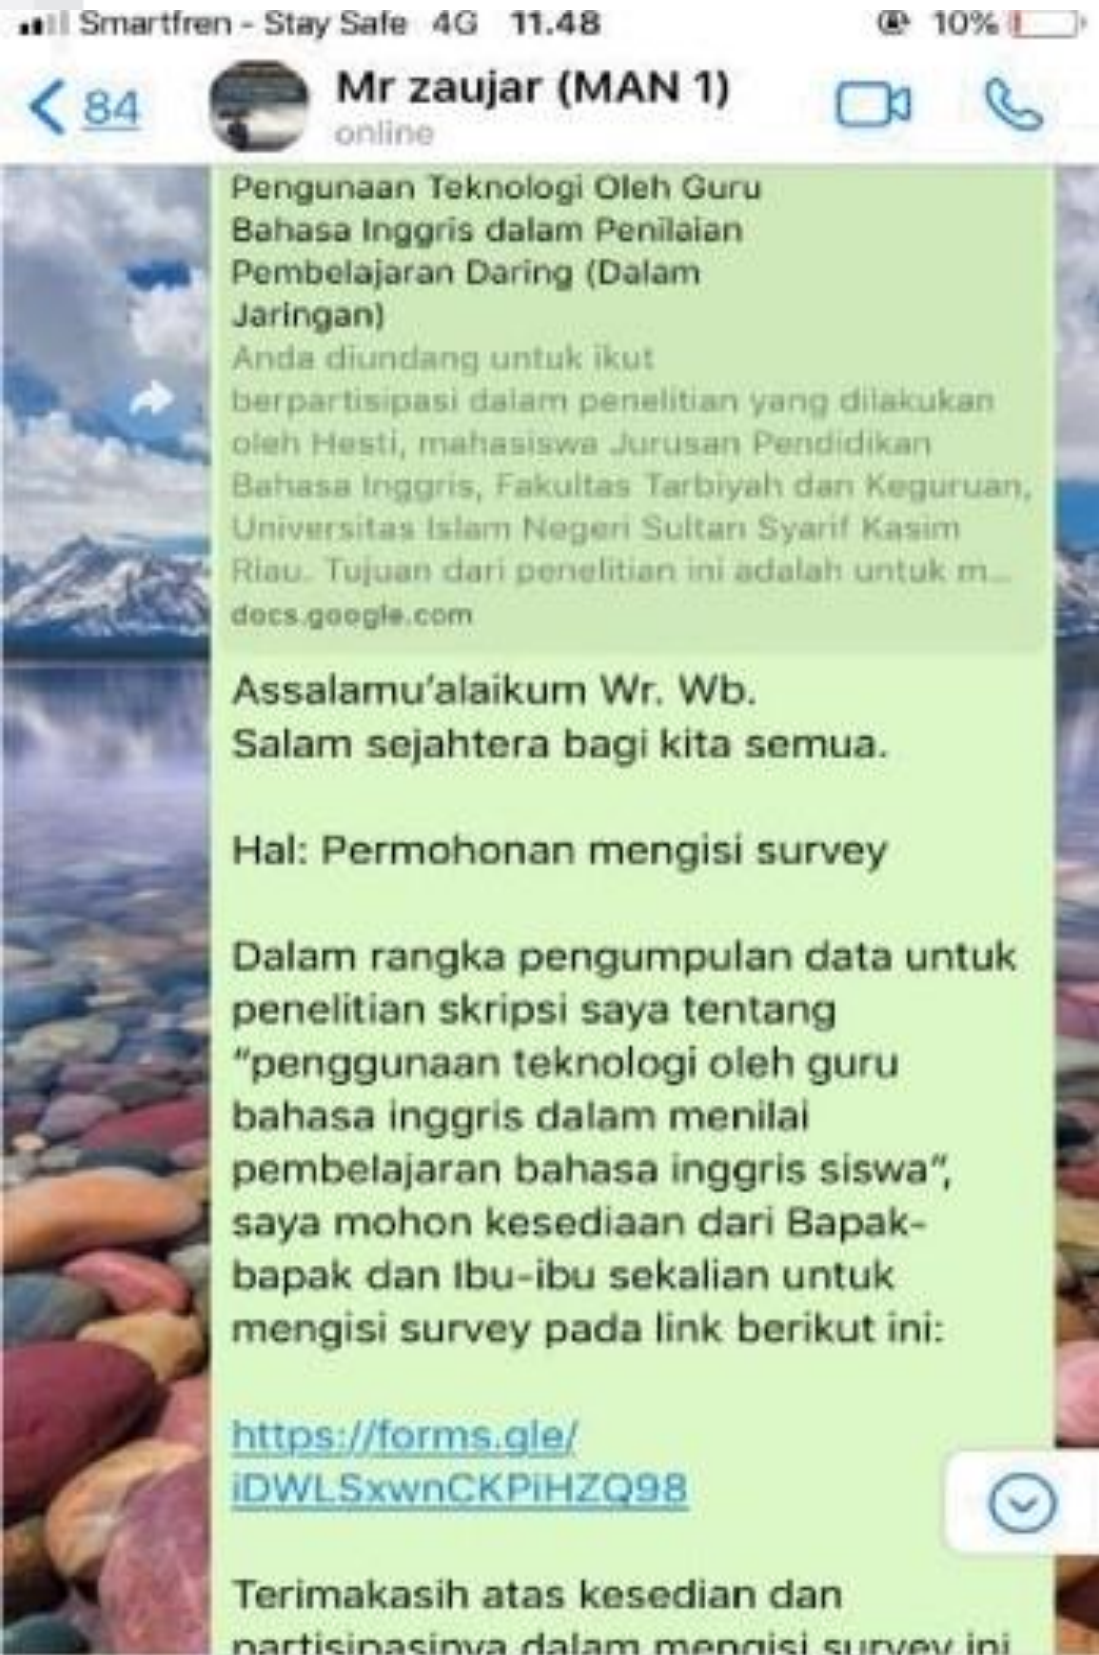 Smartfren - Stay Safe 4G 11.48 10%
84
Mr zaujar (MAN 1)
online
Pengunaan Teknologi Oleh Guru
Bahasa Inggris dalam Penilaian
Pembelajaran Daring (Dalam
Jaringan)
Anda diundang untuk ikut
berpartisipasi dalam penelitian yang dilakukan
oleh Hesti, mahasiswa Jurusan Pendidikan
Bahasa Inggris, Fakultas Tarbiyah dan Keguruan,
Universitas Islam Negeri Sultan Syarif Kasim
Riau. Tujuan dari penelitian ini adalah untuk m...
docs.google.com
Assalamu’alaikum Wr. Wb.
Salam sejahtera bagi kita semua.
Hal: Permohonan mengisi survey
Dalam rangka pengumpulan data untuk
penelitian skripsi saya tentang
“penggunaan teknologi oleh guru
bahasa inggris dalam menilai
pembelajaran bahasa inggris siswa”,
saya mohon kesediaan dari Bapak-
bapak dan Ibu-ibu sekalian untuk
mengisi survey pada link berikut ini:
https://forms.gle/
iDWLSxwnCKPiHZQ98
Terimakasih atas kesedian dan
partisipasinya dalam mengisi survey ini